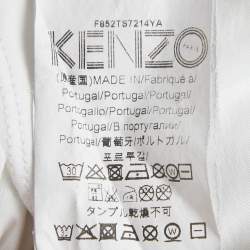 F852TS7214YA
KENZO
PARIS
(原産国)MADE IN/Fabriqué à/
Portugal/Portugal/Portugal/
Portugallo/Portugal/Portugal/
Portugal/В португалии/
Portugal/葡萄牙/ポルトガル/
포르투갈/
30
タンブル乾燥不可